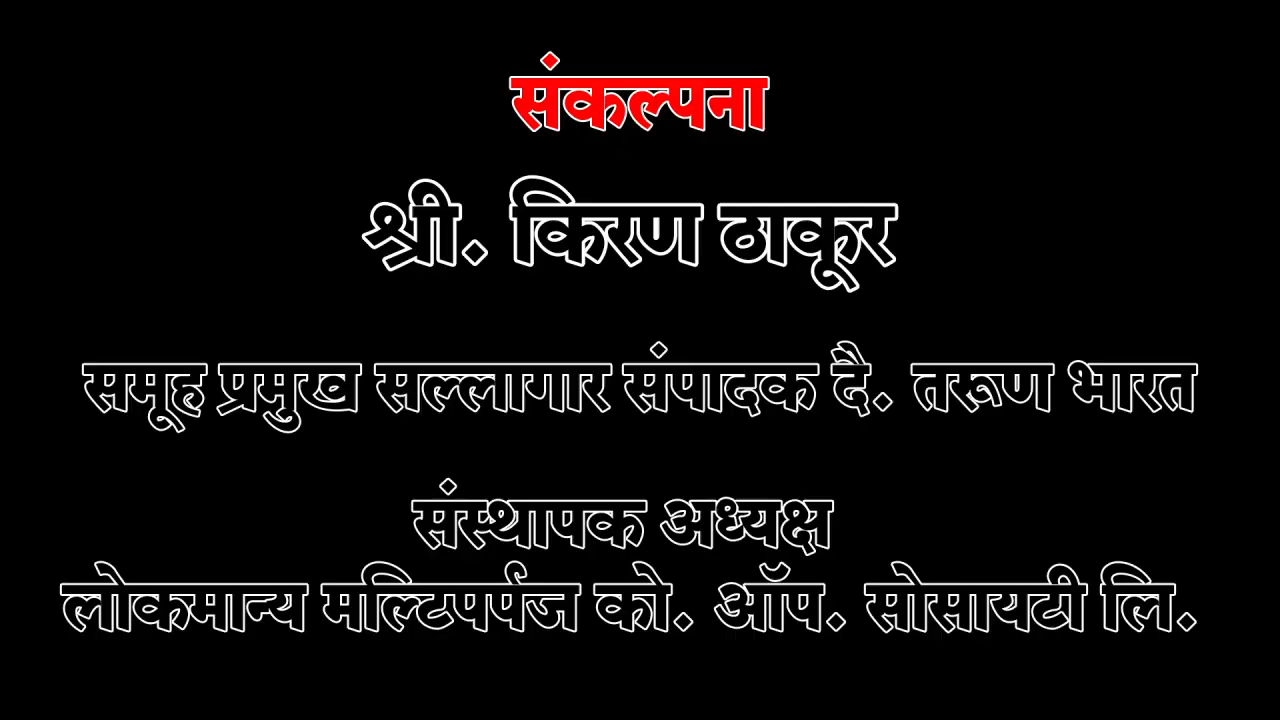 संकल्पना
श्री. किरण ठाकूर
समूह प्रमुख सल्लागार संपादक दै. तरूण भारत
संस्थापक अध्यक्ष
लोकमान्य मल्टिपर्पज को. ऑप. सोसायटी लि.